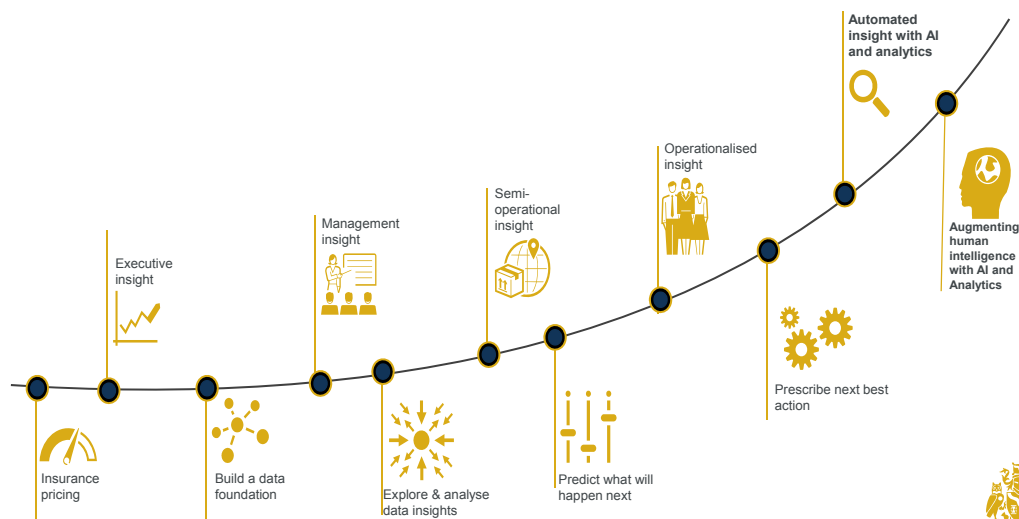 Automated
insight with AI
and analytics
Operationalised
insight
Semi-
operational
insight
Management
insight
Executive
insight
Augmenting
human
intelligence
with AI and
Analytics
Prescribe next best
action
Insurance
pricing
Build a data
foundation
Explore & analyse
data insights
Predict what will
happen next